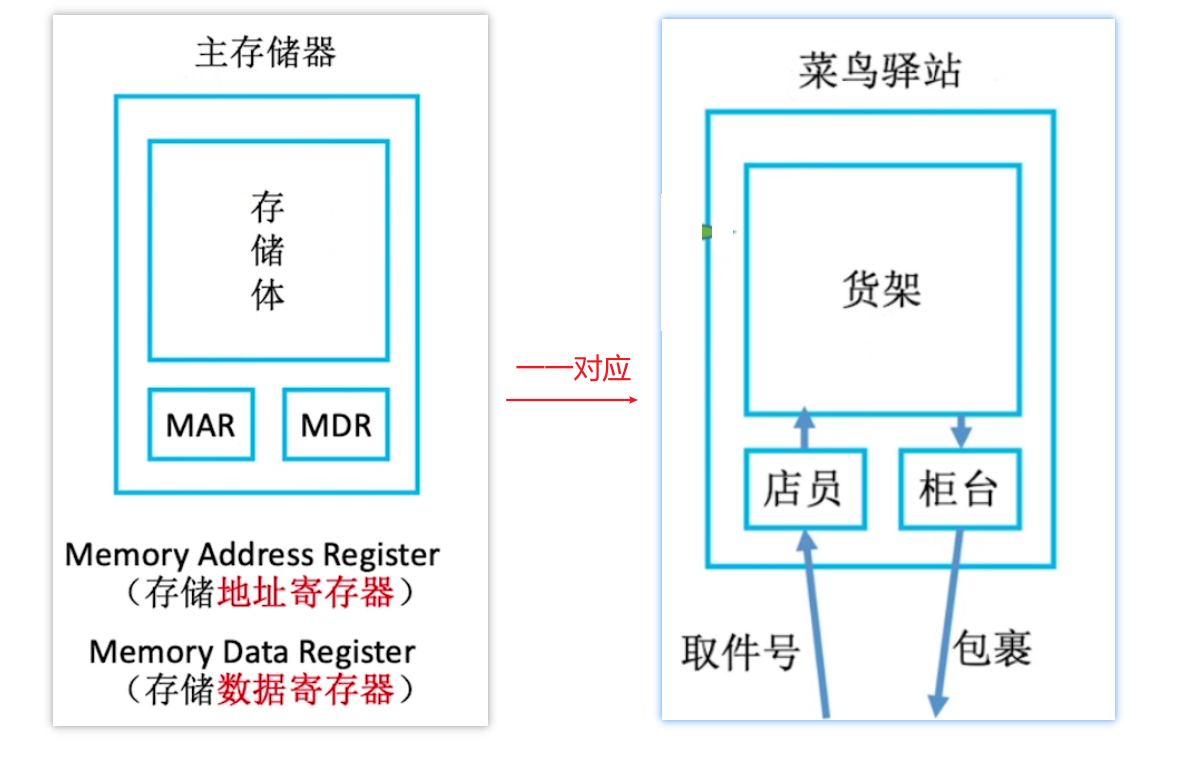 主存储器
存
储
体
MAR
MDR
Memory Address Register
（存储地址寄存器）
Memory Data Register
（存储数据寄存器）
一一对应
菜鸟驿站
货架
店员
柜台
取件号
包裹